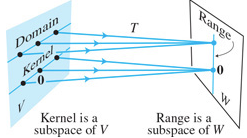 Domain
T
Range
Kernel
0
0
V
W
Kernel is a
subspace of V
Range is a
subspace of W